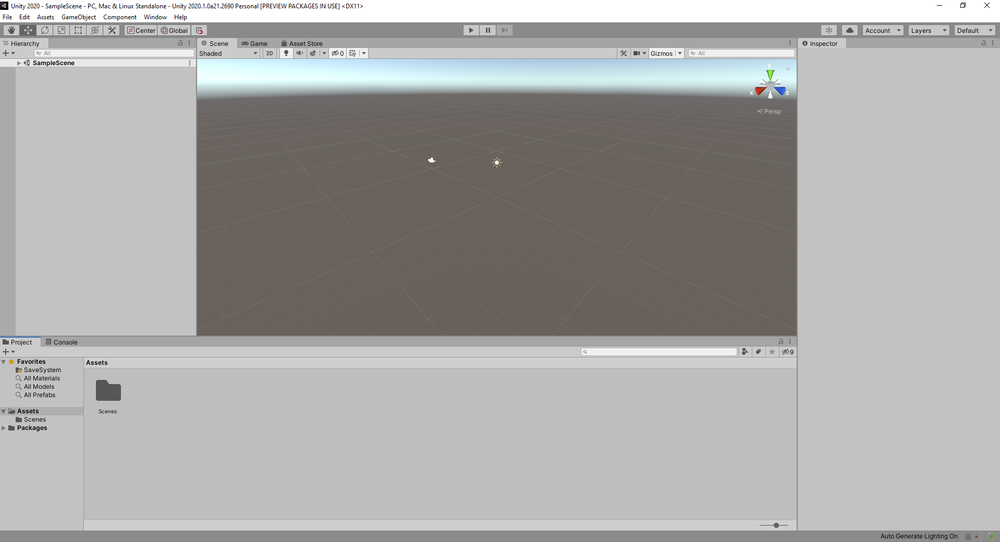 Unity 2020 - SampleScene - PC, Mac & Linux Standalone - Unity 2020.1.0a21.2690 Personal [PREVIEW PACKAGES IN USE] <DX11>
File Edit Assets GameObject Component Window Help
Center Global Account Layers Default
Hierarchy
All
SampleScene
Scene Game Asset Store
Shaded 2D 0 Gizmos All
y
x z
Persp
Inspector
Project Console
9
Favorites
SaveSystem
All Materials
All Models
All Prefabs
Assets
Scenes
Packages
Assets
Scenes
Auto Generate Lighting On